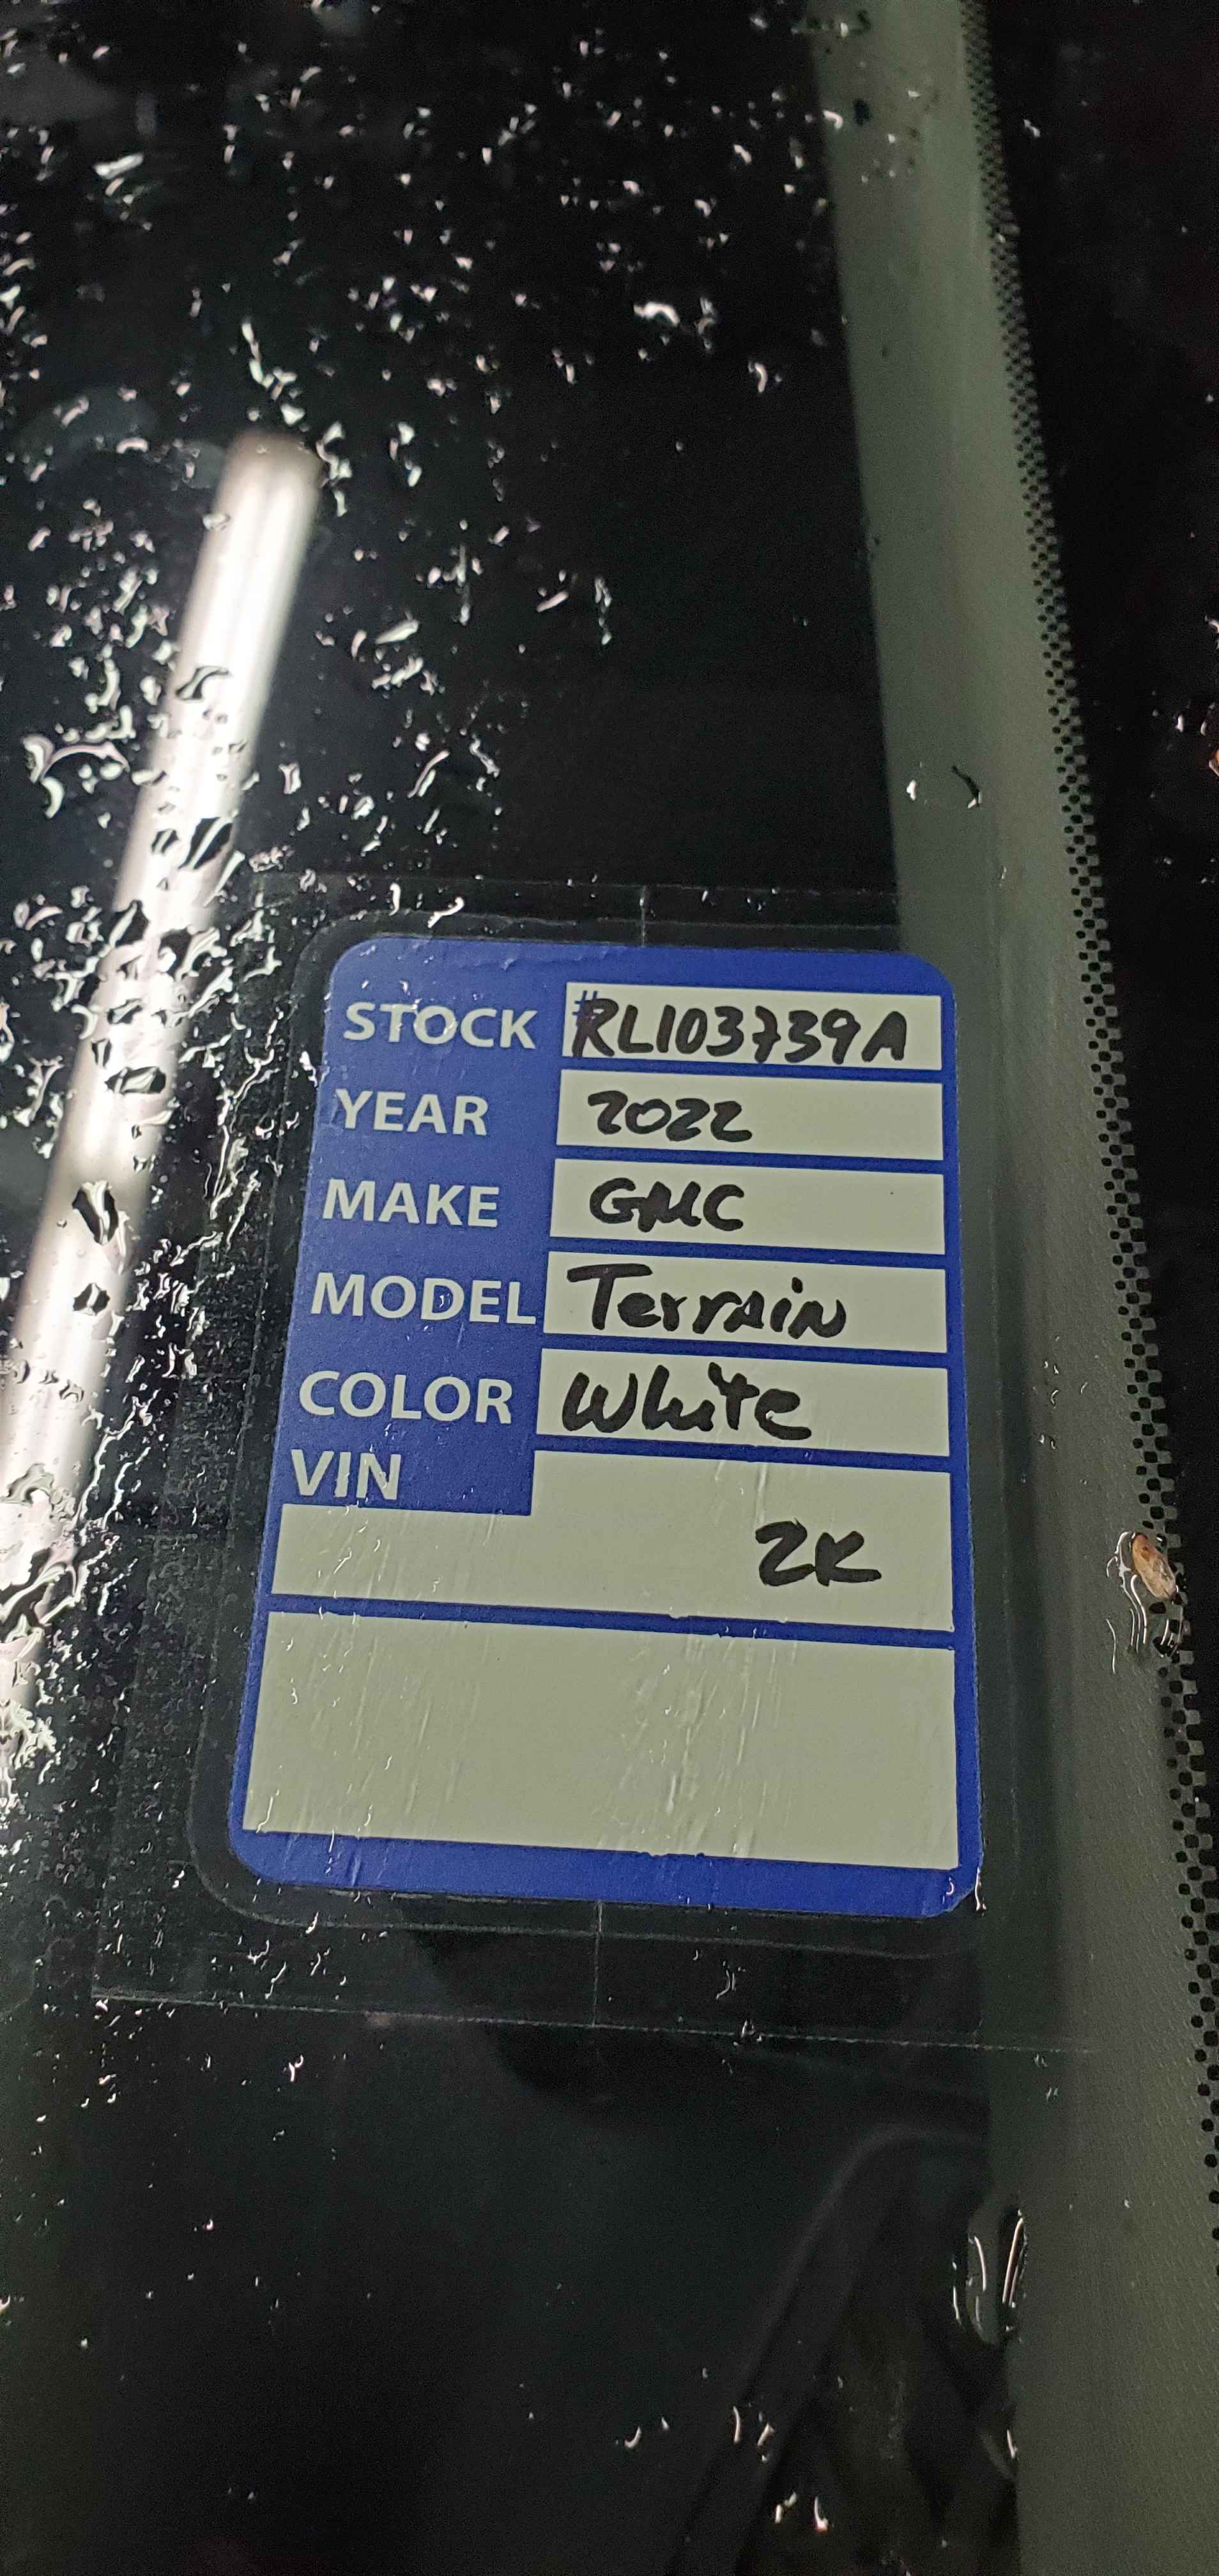 STOCK #RL103739A
YEAR 2022
MAKE GMC
MODEL Terrain
COLOR White
VIN
2K